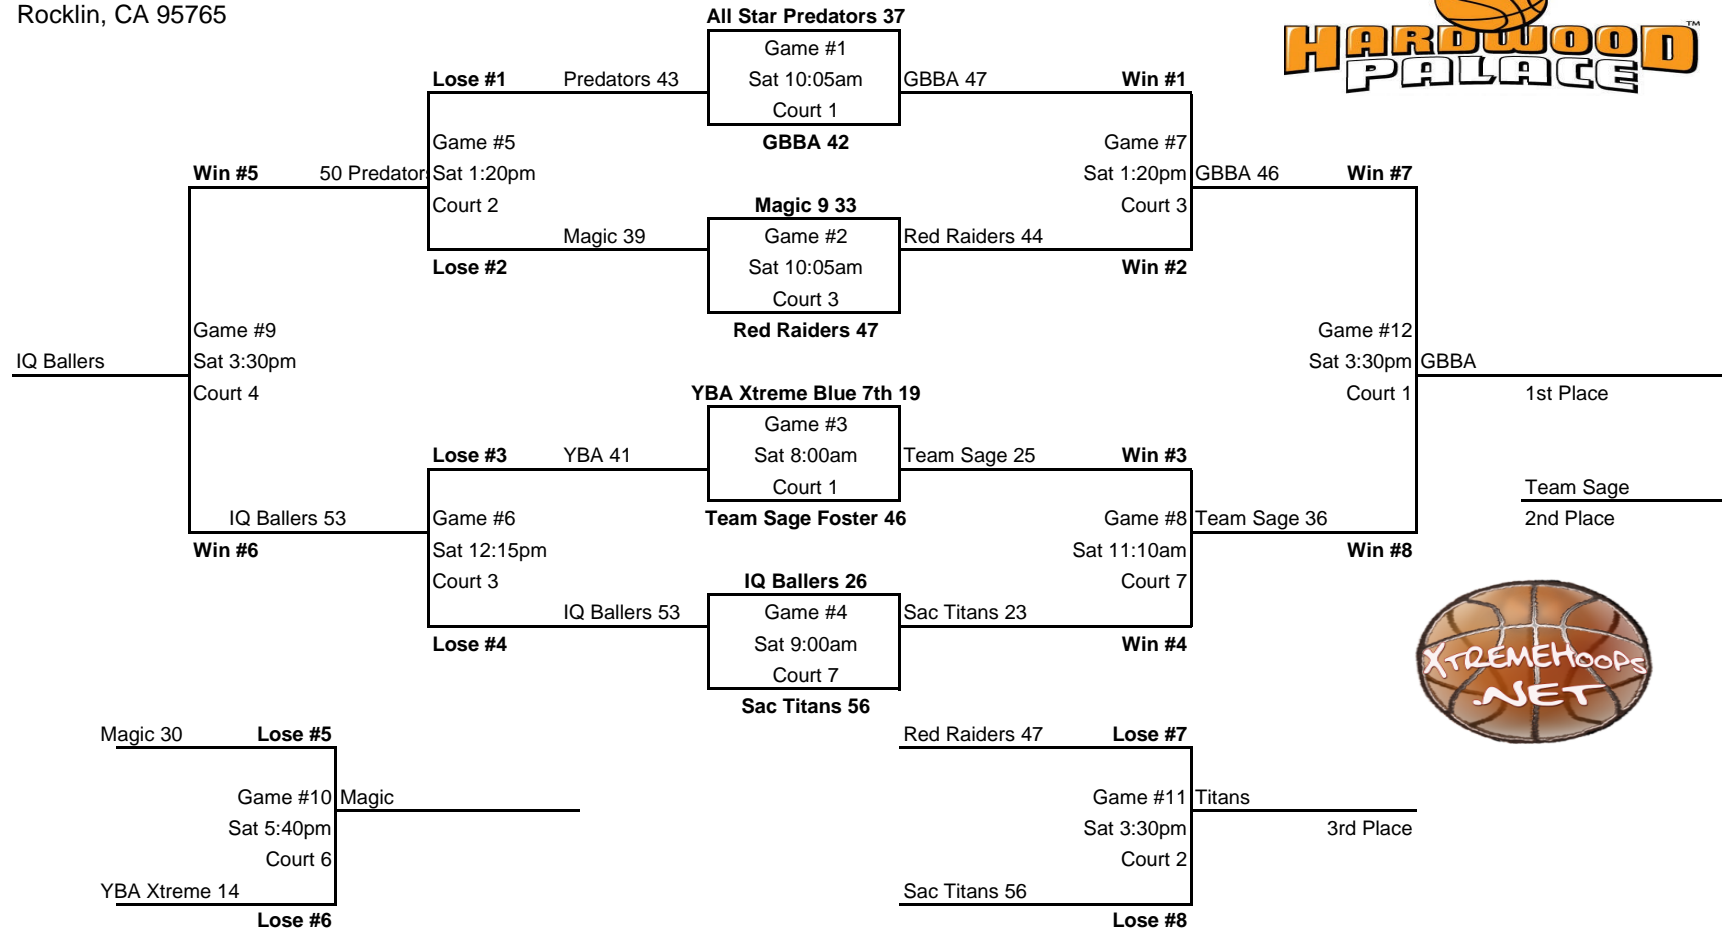 Rocklin, CA 95765
HARDWOOD
PALACE
TM
All Star Predators 37
Game #1
Sat 10:05am
Court 1
GBBA 42
Lose #1
Predators 43
GBBA 47
Win #1
Game #5
Sat 1:20pm
Court 2
Game #7
Sat 1:20pm
Court 3
Win #5
50 Predator
GBBA 46
Win #7
Magic 9 33
Game #2
Sat 10:05am
Court 3
Red Raiders 47
Magic 39
Lose #2
Red Raiders 44
Win #2
Game #9
Sat 3:30pm
Court 4
IQ Ballers
Game #12
Sat 3:30pm
Court 1
GBBA
1st Place
YBA Xtreme Blue 7th 19
Game #3
Sat 8:00am
Court 1
Team Sage Foster 46
Lose #3
YBA 41
Team Sage 25
Win #3
Team Sage
2nd Place
IQ Ballers 53
Win #6
Game #6
Sat 12:15pm
Court 3
Game #8
Sat 11:10am
Court 7
Team Sage 36
Win #8
IQ Ballers 26
Game #4
Sat 9:00am
Court 7
Sac Titans 56
IQ Ballers 53
Lose #4
Sac Titans 23
Win #4
XTREMEHOOPS
.NET
Magic 30
Lose #5
Game #10
Sat 5:40pm
Court 6
Magic
YBA Xtreme 14
Lose #6
Red Raiders 47
Lose #7
Game #11
Sat 3:30pm
Court 2
Titans
3rd Place
Sac Titans 56
Lose #8